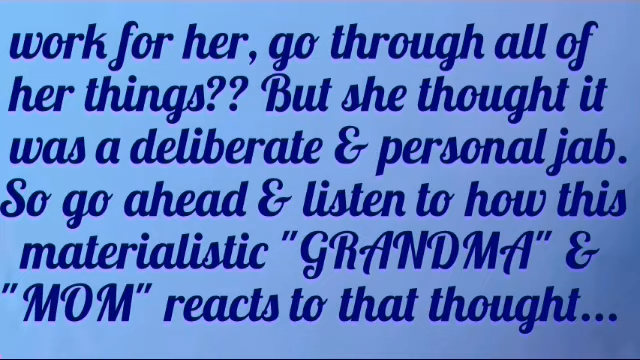 work for her, go through all of
her things?? But she thought it
was a deliberate & personal jab.
So go ahead & listen to how this
materialistic "GRANDMA" &
"MOM" reacts to that thought...